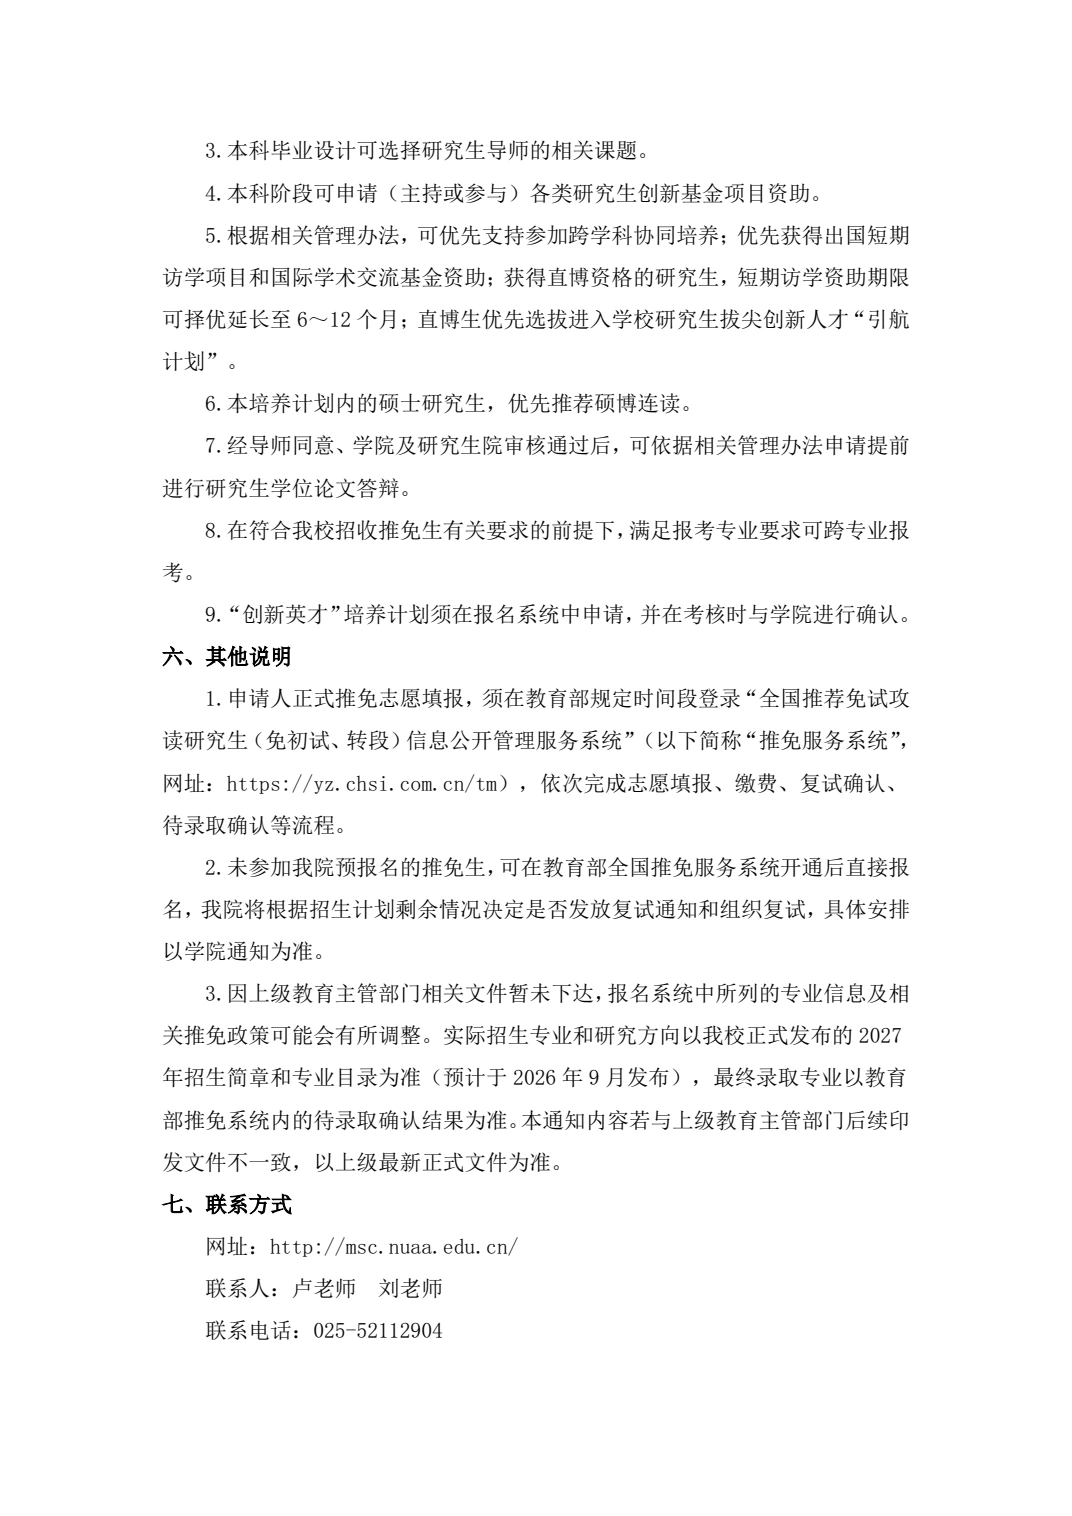 3.本科毕业设计可选择研究生导师的相关课题。
4.本科阶段可申请（主持或参与）各类研究生创新基金项目资助。
5.根据相关管理办法，可优先支持参加跨学科协同培养；优先获得出国短期
访学项目和国际学术交流基金资助；获得直博资格的研究生，短期访学资助期限
可择优延长至 6～12 个月；直博生优先选拔进入学校研究生拔尖创新人才“引航
计划”。
6.本培养计划内的硕士研究生，优先推荐硕博连读。
7.经导师同意、学院及研究生院审核通过后，可依据相关管理办法申请提前
进行研究生学位论文答辩。
8.在符合我校招收推免生有关要求的前提下，满足报考专业要求可跨专业报
考。
9.“创新英才”培养计划须在报名系统中申请，并在考核时与学院进行确认。
六、其他说明
1.申请人正式推免志愿填报，须在教育部规定时间段登录“全国推荐免试攻
读研究生（免初试、转段）信息公开管理服务系统”（以下简称“推免服务系统”，
网址：https://yz.chsi.com.cn/tm），依次完成志愿填报、缴费、复试确认、
待录取确认等流程。
2.未参加我院预报名的推免生，可在教育部全国推免服务系统开通后直接报
名，我院将根据招生计划剩余情况决定是否发放复试通知和组织复试，具体安排
以学院通知为准。
3.因上级教育主管部门相关文件暂未下达，报名系统中所列的专业信息及相
关推免政策可能会有所调整。实际招生专业和研究方向以我校正式发布的 2027
年招生简章和专业目录为准（预计于 2026 年 9 月发布），最终录取专业以教育
部推免系统内的待录取确认结果为准。本通知内容若与上级教育主管部门后续印
发文件不一致，以上级最新正式文件为准。
七、联系方式
网址：http://msc.nuaa.edu.cn/
联系人：卢老师　刘老师
联系电话：025-52112904